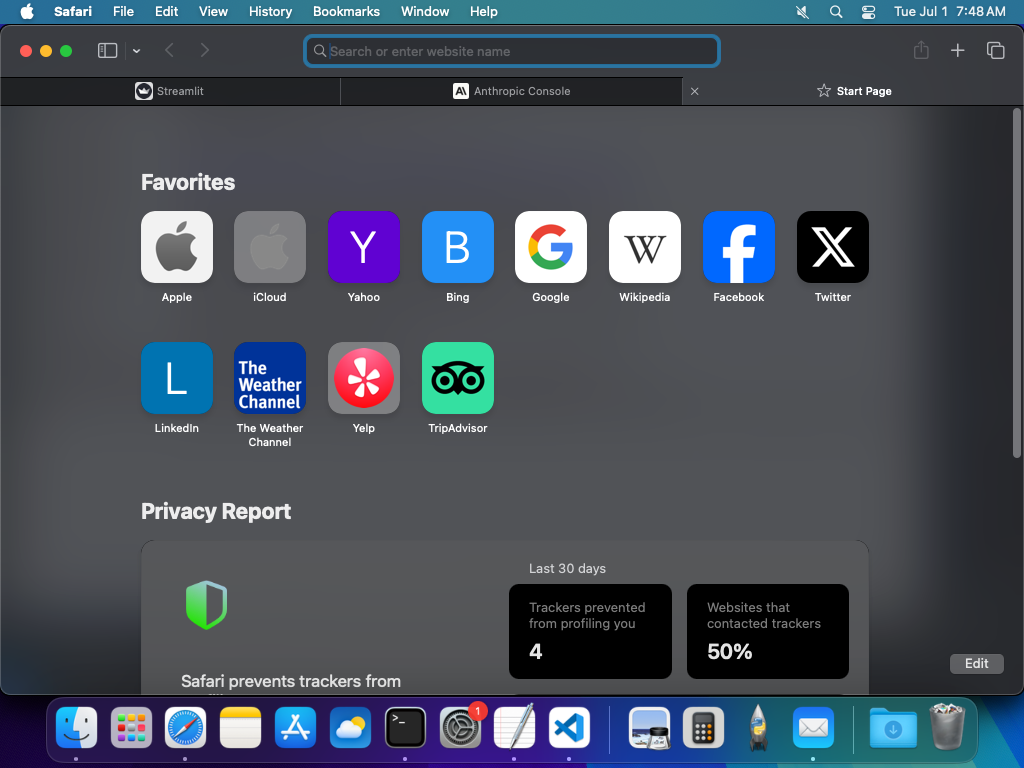 Safari File Edit View History Bookmarks Window Help Tue Jul 1 7:48 AM
Search or enter website name
Streamlit
Anthropic Console
Start Page
Favorites
Y
B
W
X
Apple
iCloud
Yahoo
Bing
Google
Wikipedia
Facebook
Twitter
L
The
Weather
Channel
LinkedIn
The Weather
Channel
Yelp
TripAdvisor
Privacy Report
Last 30 days
Trackers prevented
from profiling you
4
Websites that
contacted trackers
50%
Safari prevents trackers from
Edit
1